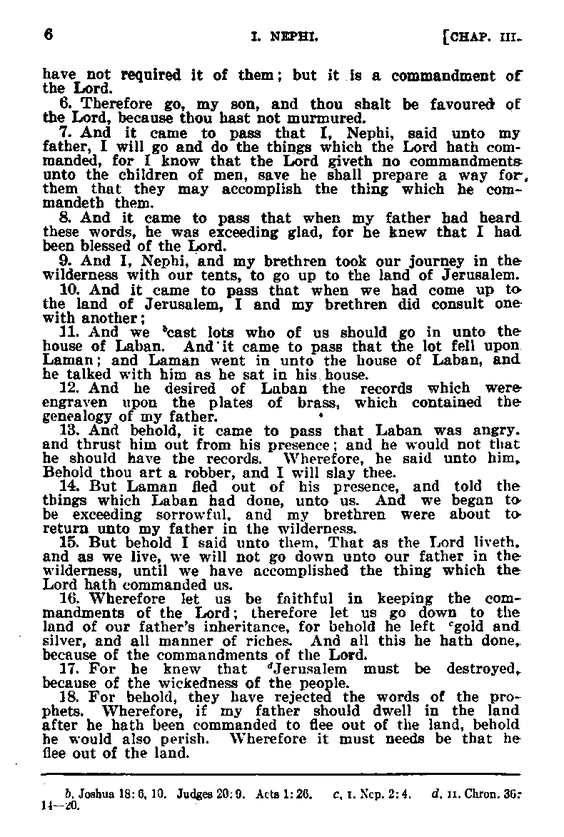 6 I. NEPHI. [CHAP. III.
have not required it of them; but it is a commandment of
the Lord.
6. Therefore go, my son, and thou shalt be favoured of
the Lord, because thou hast not murmured.
7. And it came to pass that I, Nephi, said unto my
father, I will go and do the things which the Lord hath com-
manded, for I know that the Lord giveth no commandments
unto the children of men, save he shall prepare a way for
them that they may accomplish the thing which he com-
mandeth them.
8. And it came to pass that when my father had heard
these words, he was exceeding glad, for he knew that I had
been blessed of the Lord.
9. And I, Nephi, and my brethren took our journey in the
wilderness with our tents, to go up to the land of Jerusalem.
10. And it came to pass that when we had come up to
the land of Jerusalem, I and my brethren did consult one
with another;
11. And we bcast lots who of us should go in unto the
house of Laban. And it came to pass that the lot fell upon
Laman; and Laman went in unto the house of Laban, and
he talked with him as he sat in his house.
12. And he desired of Laban the records which were
engraven upon the plates of brass, which contained the
genealogy of my father.
13. And behold, it came to pass that Laban was angry,
and thrust him out from his presence; and he would not that
he should have the records. Wherefore, he said unto him,
Behold thou art a robber, and I will slay thee.
14. But Laman fled out of his presence, and told the
things which Laban had done, unto us. And we began to
be exceeding sorrowful, and my brethren were about to
return unto my father in the wilderness.
15. But behold I said unto them, That as the Lord liveth,
and as we live, we will not go down unto our father in the
wilderness, until we have accomplished the thing which the
Lord hath commanded us.
16. Wherefore let us be faithful in keeping the com-
mandments of the Lord; therefore let us go down to the
land of our father's inheritance, for behold he left cgold and
silver, and all manner of riches. And all this he hath done,
because of the commandments of the Lord.
17. For he knew that dJerusalem must be destroyed,
because of the wickedness of the people.
18. For behold, they have rejected the words of the pro-
phets. Wherefore, if my father should dwell in the land
after he hath been commanded to flee out of the land, behold
he would also perish. Wherefore it must needs be that he
flee out of the land.
b, Joshua 18: 6, 10. Judges 20: 9. Acts 1: 26. c, I. Nep. 2: 4. d, II. Chron. 36:
14—20.